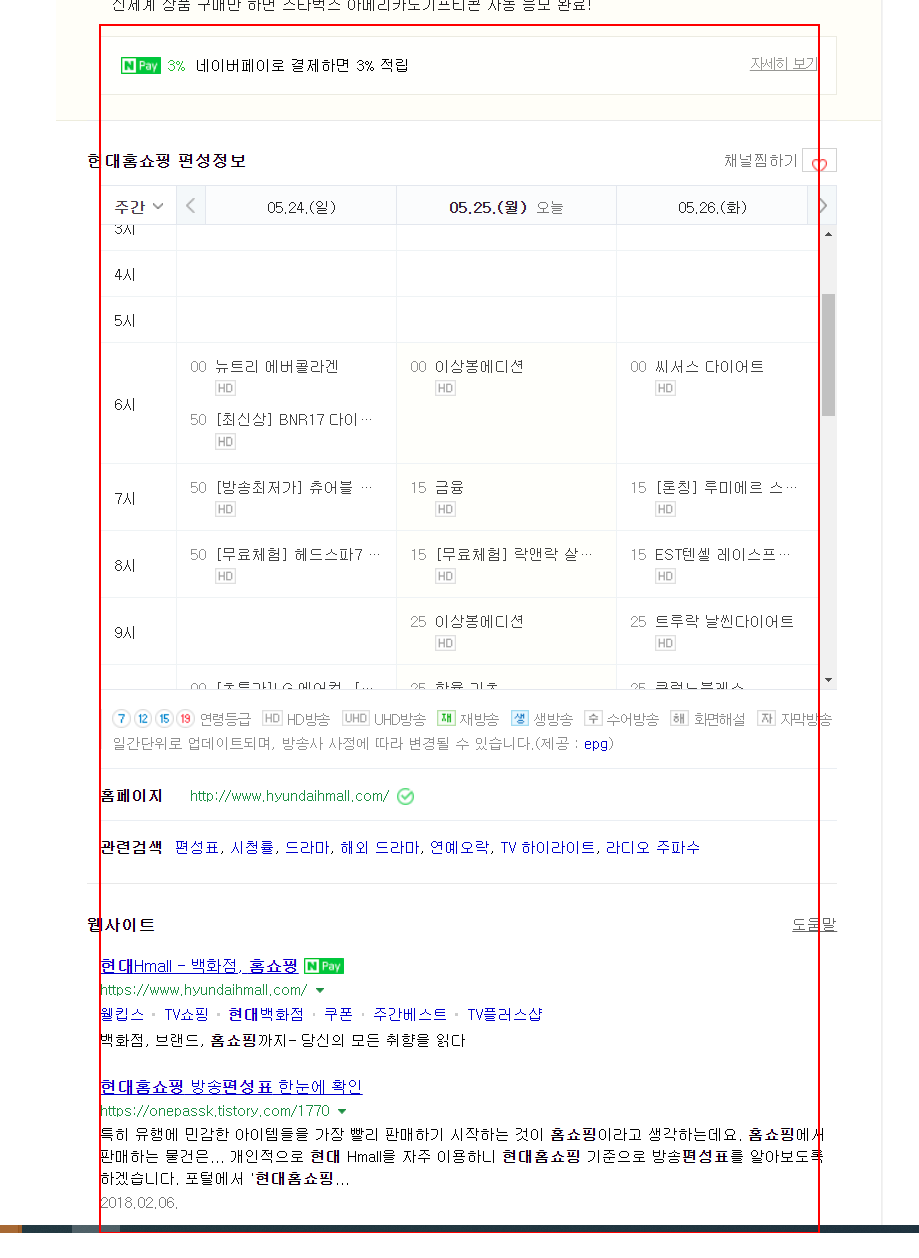 신세계 상품 구매만 하면 스타벅스 아메리카노기프티콘 자동 응모 완료!
N Pay 3% 네이버페이로 결제하면 3% 적립 자세히 보기
현대홈쇼핑 편성정보 채널찜하기
주간 05.24.(일) 05.25.(월) 오늘 05.26.(화)
3시
4시
5시
6시
00 뉴트리 에버콜라겐 HD
50 [최신상] BNR17 다이… HD
00 이상봉에디션 HD
00 씨서스 다이어트 HD
7시
50 [방송최저가] 츄어블 … HD
15 금융 HD
15 [론칭] 루미에르 스… HD
8시
50 [무료체험] 헤드스파7 … HD
15 [무료체험] 락앤락 살… HD
15 EST텐셀 레이스프… HD
9시
25 이상봉에디션 HD
25 트루락 날씬다이어트 HD
7 12 15 19 연령등급 HD HD방송 UHD UHD방송 재 재방송 생 생방송 수 수어방송 해 화면해설 자 자막방송
일간단위로 업데이트되며, 방송사 사정에 따라 변경될 수 있습니다.(제공 : epg)
홈페이지 http://www.hyundaihmall.com/
관련검색 편성표, 시청률, 드라마, 해외 드라마, 연예오락, TV 하이라이트, 라디오 주파수
웹사이트 도움말
현대Hmall - 백화점, 홈쇼핑 N Pay
https://www.hyundaihmall.com/
웰킵스 · TV쇼핑 · 현대백화점 · 쿠폰 · 주간베스트 · TV플러스샵
백화점, 브랜드, 홈쇼핑까지- 당신의 모든 취향을 읽다
현대홈쇼핑 방송편성표 한눈에 확인
https://onepassk.tistory.com/1770
특히 유행에 민감한 아이템들을 가장 빨리 판매하기 시작하는 것이 홈쇼핑이라고 생각하는데요. 홈쇼핑에서
판매하는 물건은... 개인적으로 현대 Hmall을 자주 이용하니 현대홈쇼핑 기준으로 방송편성표를 알아보도록
하겠습니다. 포털에서 '현대홈쇼핑...
2018.02.06.